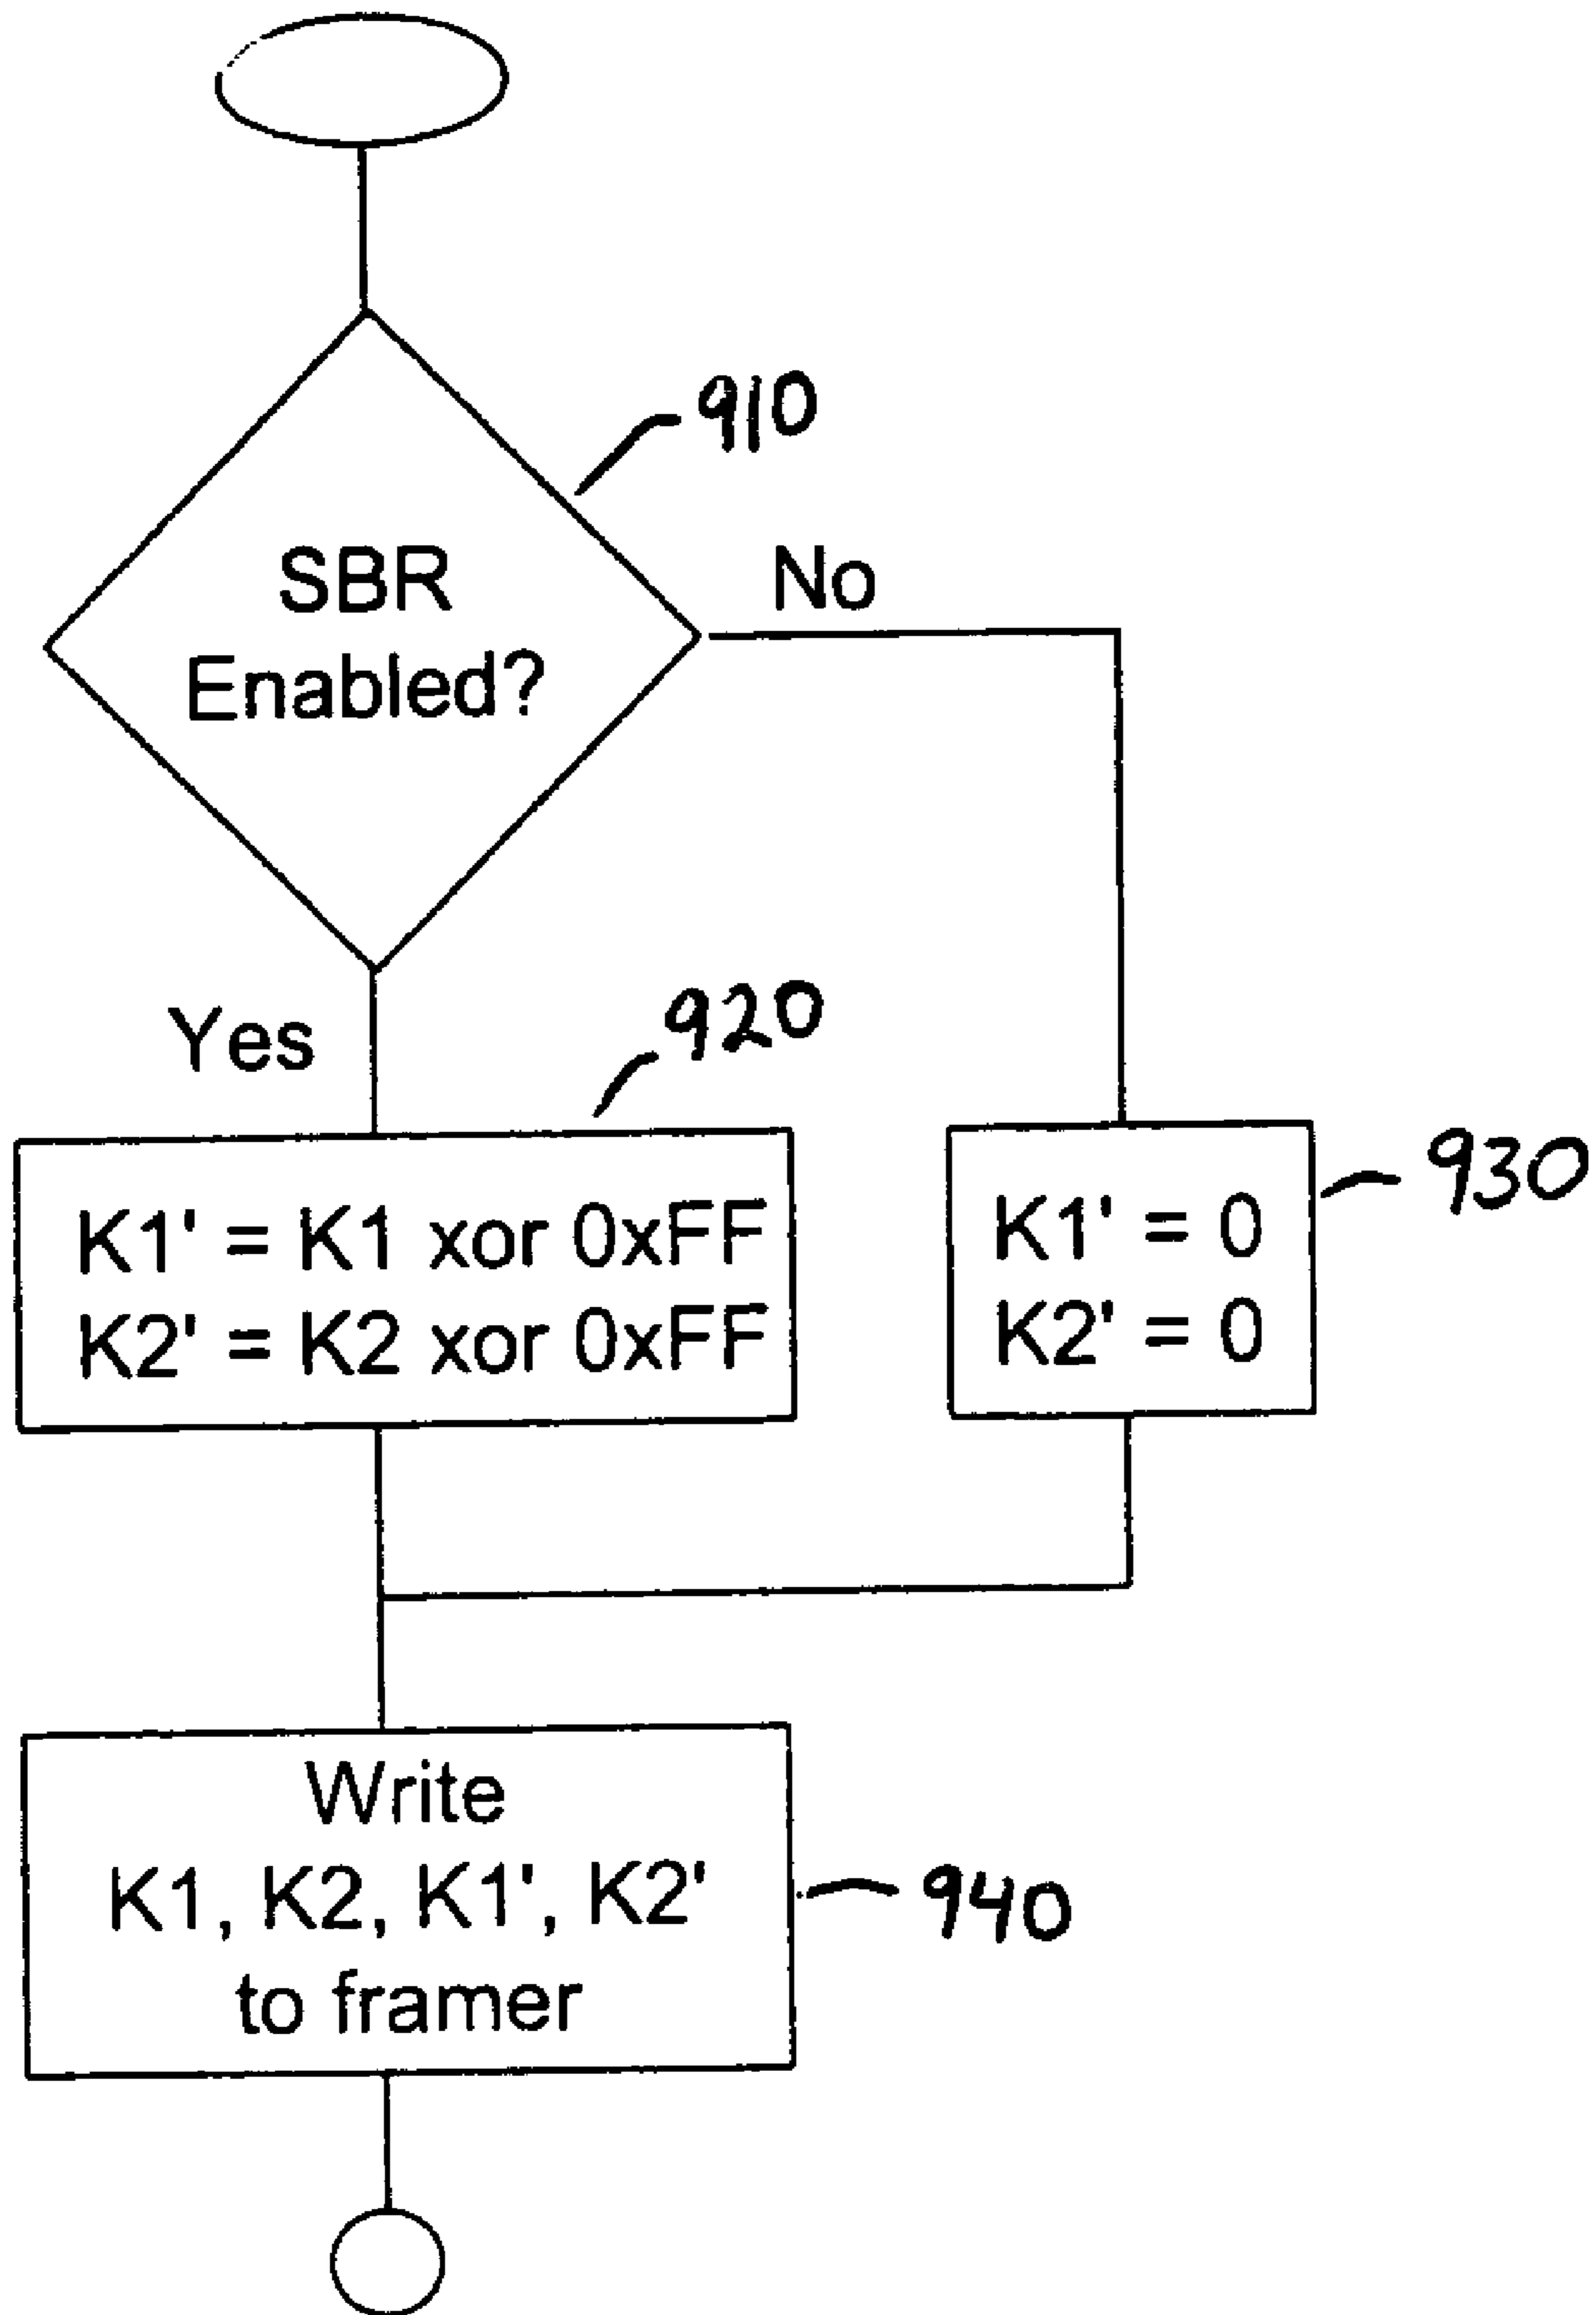 910
SBR
Enabled?
No
Yes
920
K1' = K1 xor 0xFF
K2' = K2 xor 0xFF
K1' = 0
K2' = 0
930
Write
K1, K2, K1', K2'
to framer
940